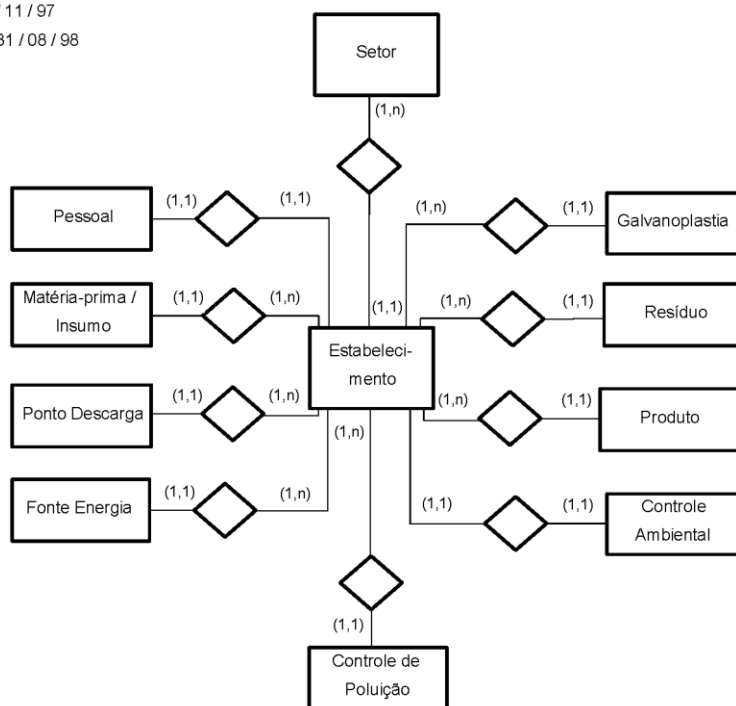 / 11 / 97
31 / 08 / 98
Setor
(1,n)
Pessoal
(1,1)
(1,1)
(1,n)
(1,1)
Galvanoplastia
Matéria-prima /
Insumo
(1,1)
(1,n)
(1,1)
(1,n)
(1,1)
Resíduo
Estabeleci-
mento
Ponto Descarga
(1,1)
(1,n)
(1,n)
(1,n)
(1,1)
Produto
Fonte Energia
(1,1)
(1,n)
(1,1)
(1,1)
Controle
Ambiental
(1,1)
Controle de
Poluição